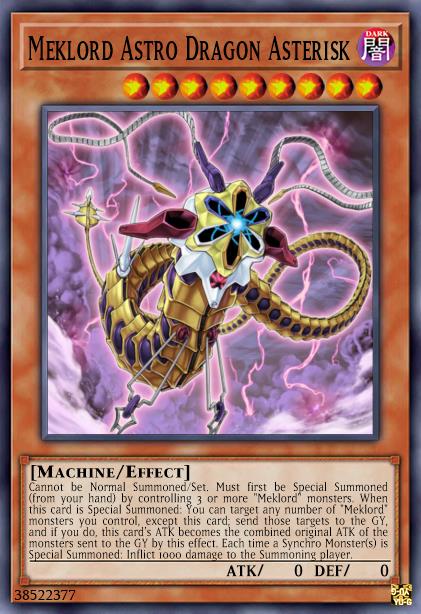 Meklord Astro Dragon Asterisk
DARK
闇
[Machine/Effect]
Cannot be Normal Summoned/Set. Must first be Special Summoned
(from your hand) by controlling 3 or more "Meklord" monsters. When
this card is Special Summoned: You can target any number of "Meklord"
monsters you control, except this card; send those targets to the GY,
and if you do, this card's ATK becomes the combined original ATK of the
monsters sent to the GY by this effect. Each time a Synchro Monster(s) is
Special Summoned: Inflict 1000 damage to the Summoning player.
ATK/ 0 DEF/ 0
38522377